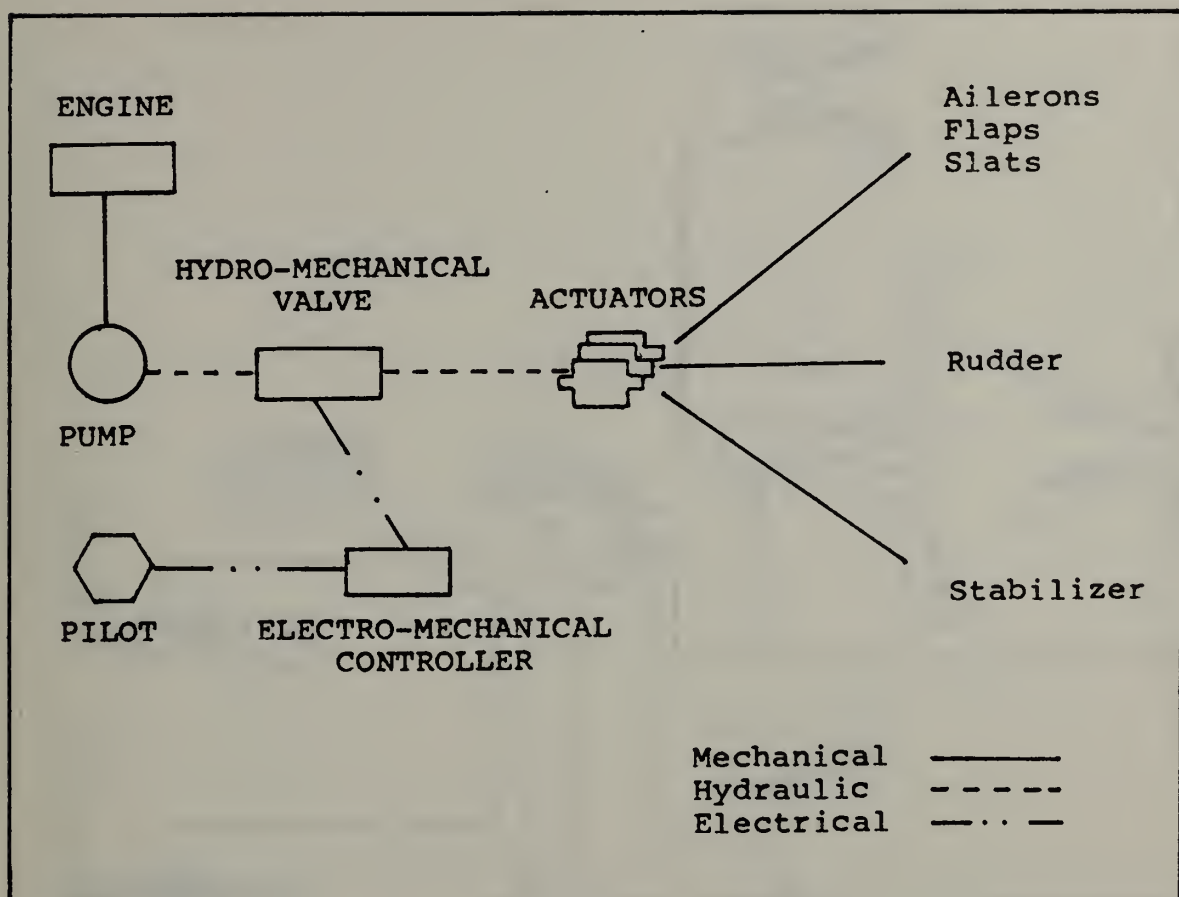 ENGINE
Ailerons
Flaps
Slats
HYDRO-MECHANICAL
VALVE
ACTUATORS
Rudder
PUMP
Stabilizer
PILOT
ELECTRO-MECHANICAL
CONTROLLER
Mechanical
Hydraulic
Electrical